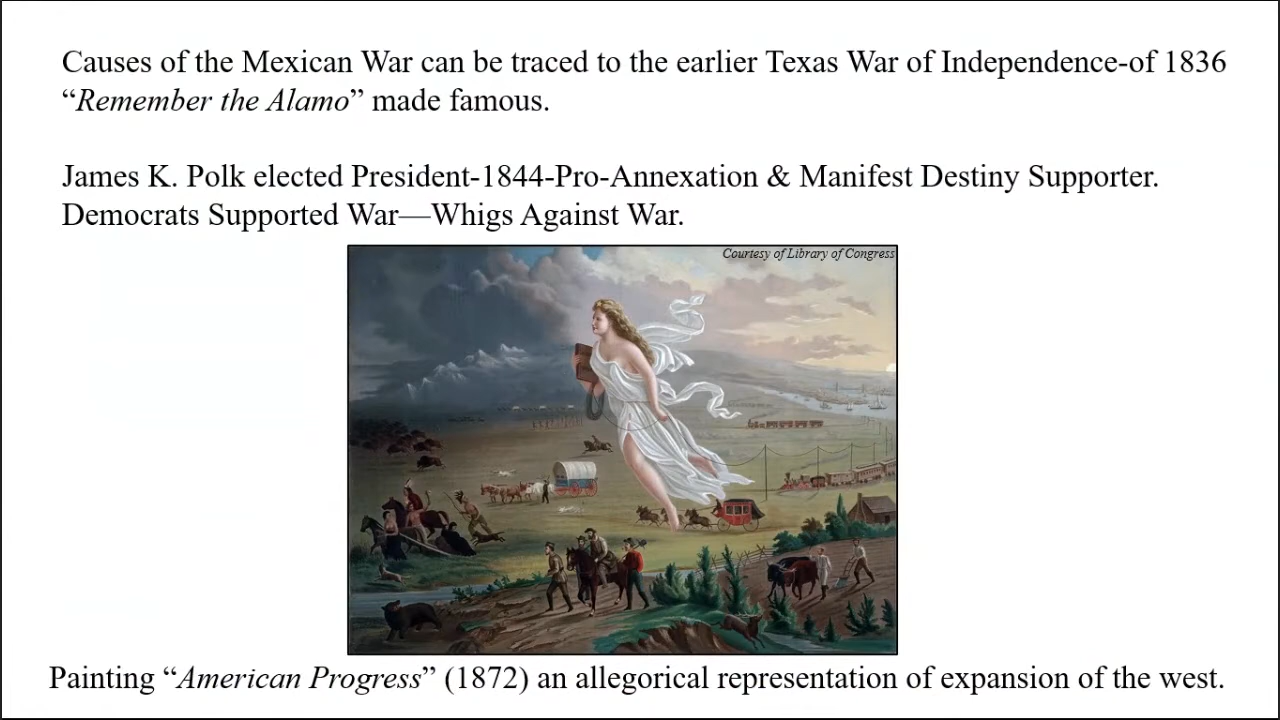 Causes of the Mexican War can be traced to the earlier Texas War of Independence-of 1836
“Remember the Alamo” made famous.
James K. Polk elected President-1844-Pro-Annexation & Manifest Destiny Supporter.
Democrats Supported War—Whigs Against War.
Courtesy of Library of Congress
Painting “American Progress” (1872) an allegorical representation of expansion of the west.